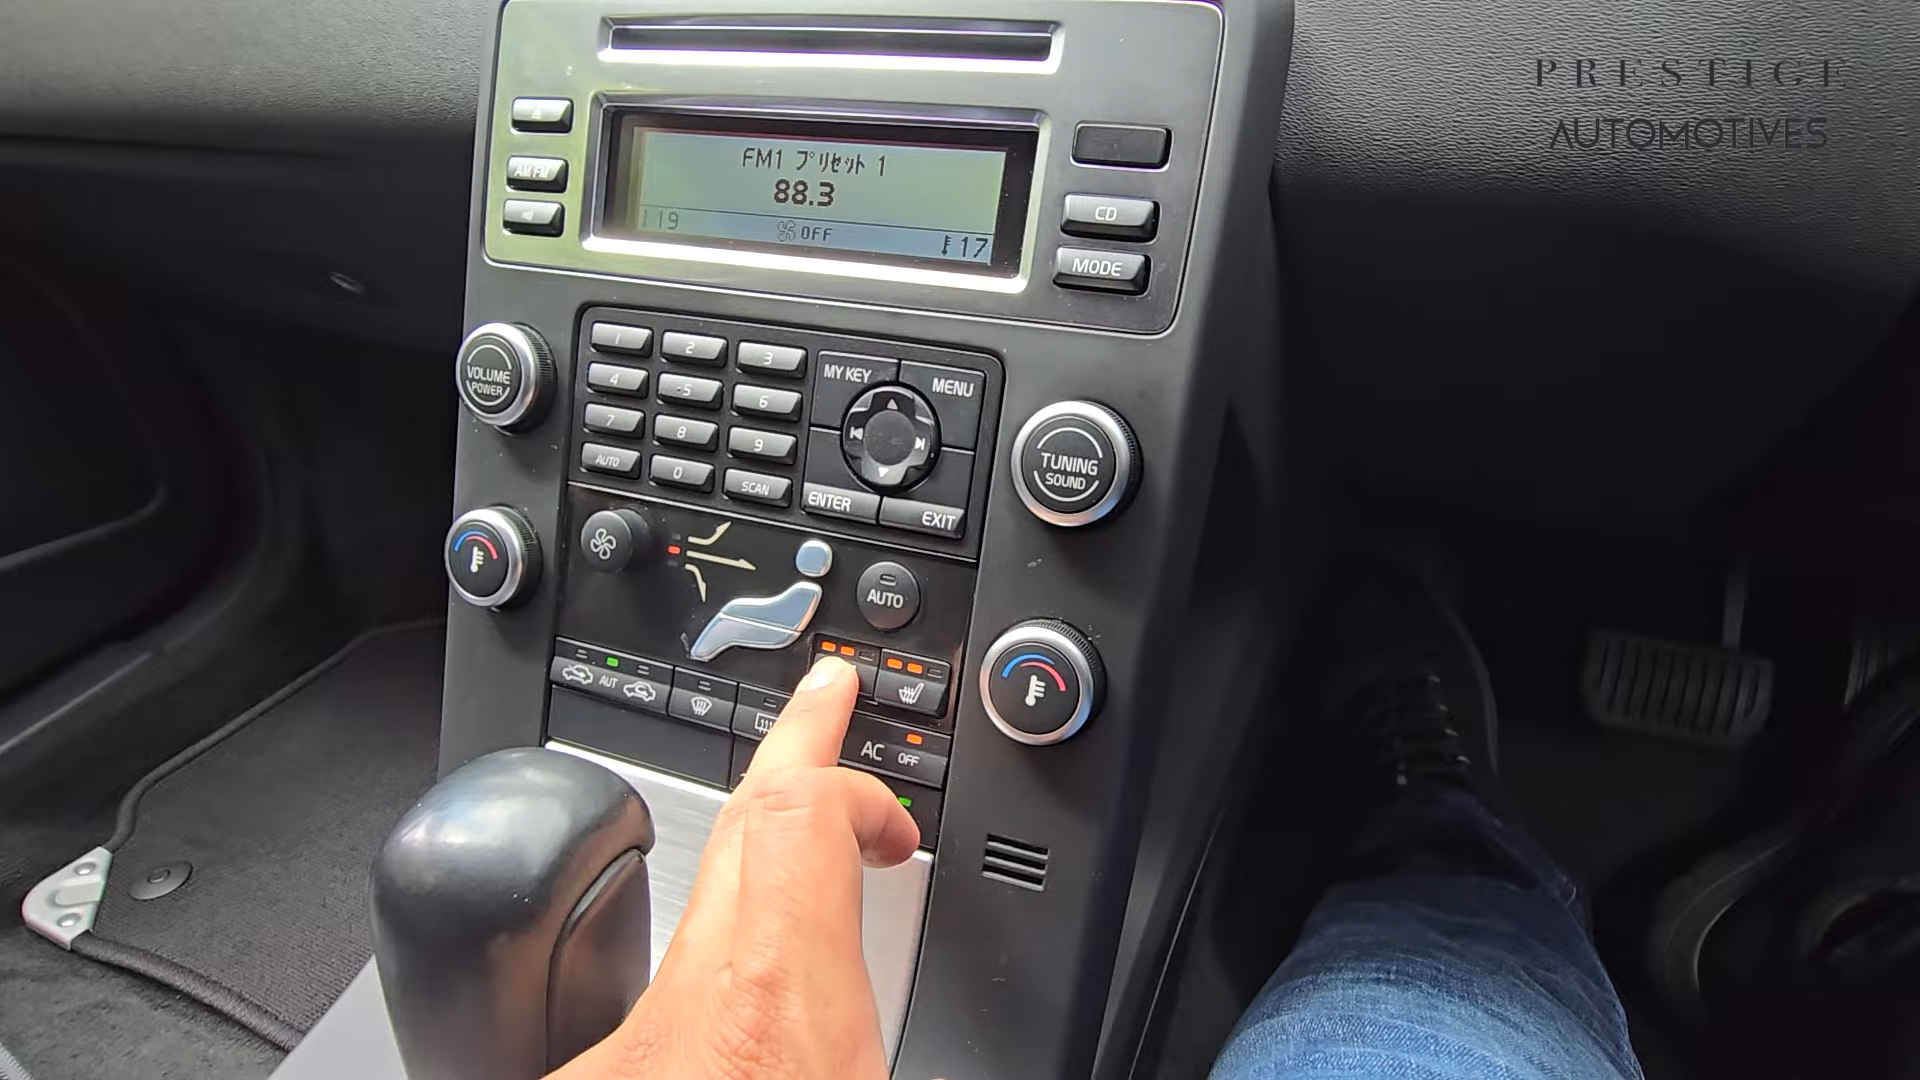 PRESTIGE
AUTOMOTIVES
FM1 プリセット 1
88.3
19
OFF
17
AM/FM
CD
MODE
VOLUME
POWER
1
2
3
4
5
6
7
8
9
AUTO
0
SCAN
MY KEY
MENU
ENTER
EXIT
TUNING
SOUND
AUTO
AUT
AC
OFF